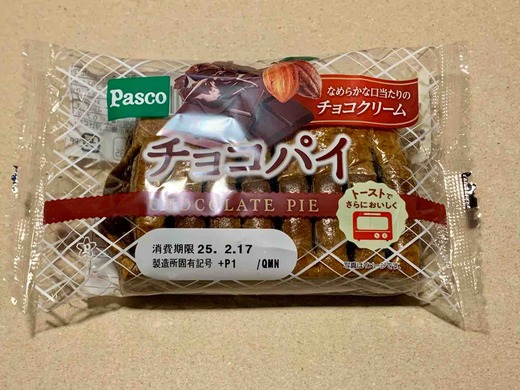 Pasco
なめらかな口当たりの
チョコクリーム
チョコパイ
CHOCOLATE PIE
トーストで
さらにおいしく
消費期限 25. 2.17
製造所固有記号 +P1 /QMN